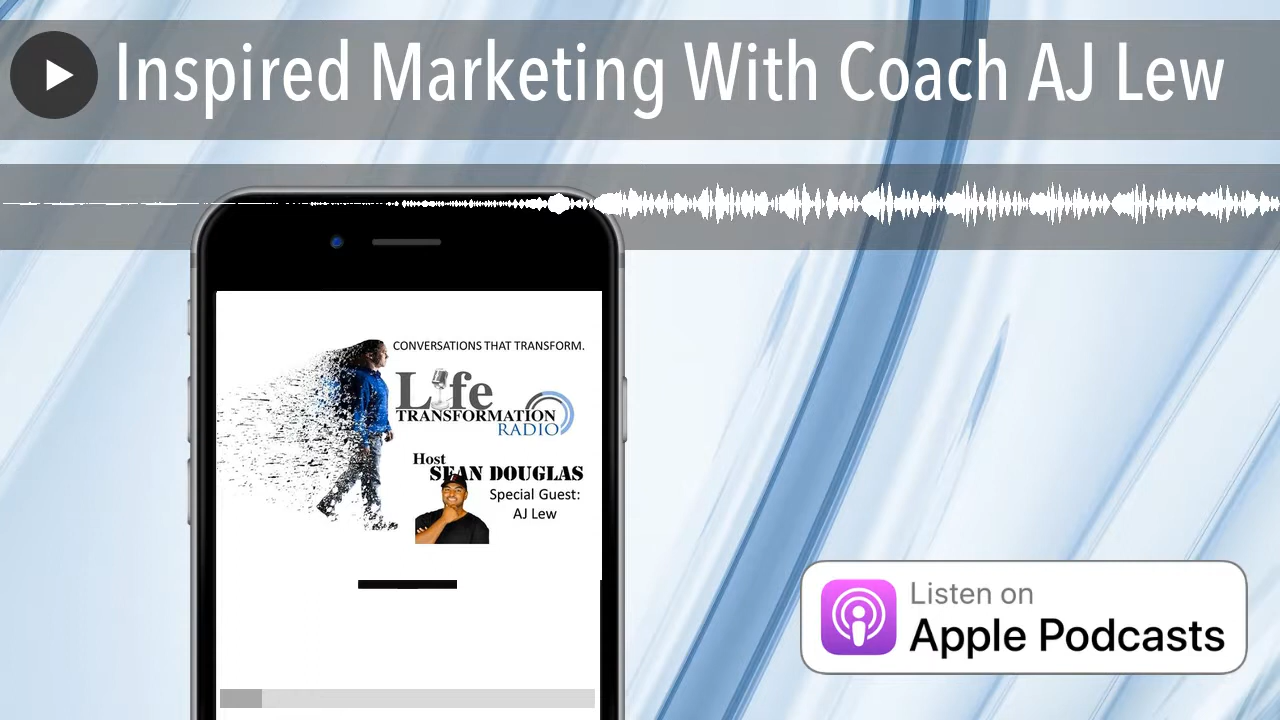 Inspired Marketing With Coach AJ Lew
CONVERSATIONS THAT TRANSFORM.
Life
TRANSFORMATION
RADIO
Host
SEAN DOUGLAS
Special Guest:
AJ Lew
Listen on
Apple Podcasts